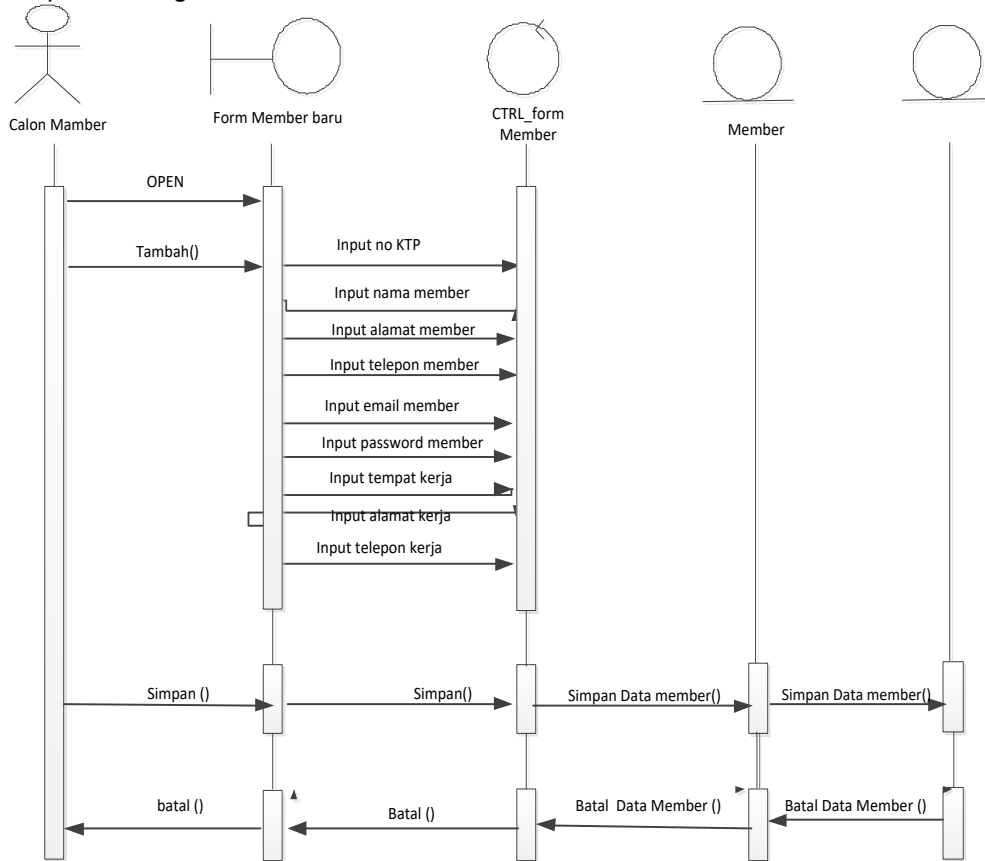 Calon Mamber
Form Member baru
CTRL_form
Member
Member
OPEN
Tambah()
Input no KTP
Input nama member
Input alamat member
Input telepon member
Input email member
Input password member
Input tempat kerja
Input alamat kerja
Input telepon kerja
Simpan ()
Simpan()
Simpan Data member()
Simpan Data member()
batal ()
Batal ()
Batal Data Member ()
Batal Data Member ()